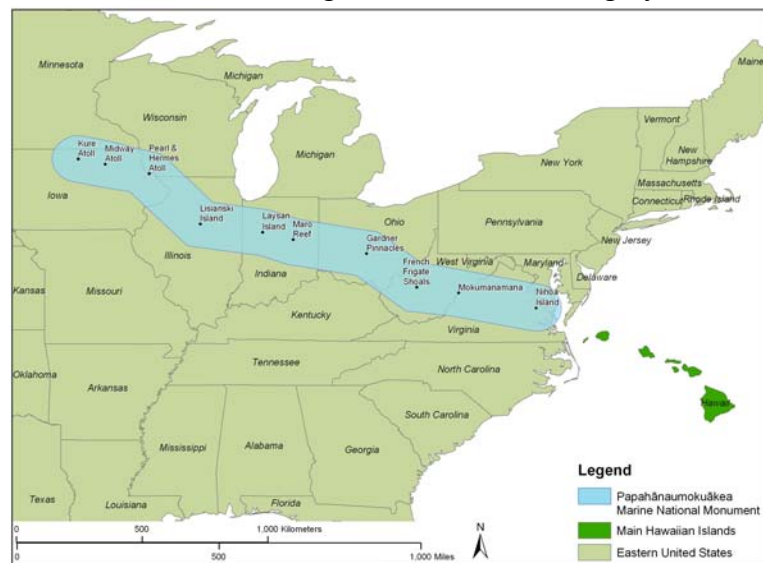 Minnesota
Michigan
Maine
Wisconsin
Vermont
Kure
Atoll
Midway
Atoll
Pearl &
Hermes
Atoll
Michigan
New York
New
Hampshire
Massachusetts
Connecticut
Rhode Island
Iowa
Lisianski
Island
Laysan
Island
Maro
Reef
Ohio
Pennsylvania
Gardner
Pinnacles
New Jersey
Illinois
Indiana
French
Frigate
Shoals
West Virginia
Maryland
Delaware
Mokumanamana
Nihoa
Island
Kansas
Missouri
Kentucky
Virginia
Tennessee
North Carolina
Oklahoma
Arkansas
South Carolina
Hawaii
Mississippi
Alabama
Georgia
Texas
Louisiana
Florida
Legend
Papahānaumokuākea
Marine National Monument
Main Hawaiian Islands
Eastern United States
0 500 1,000 Kilometers
0 500 1,000 Miles
N